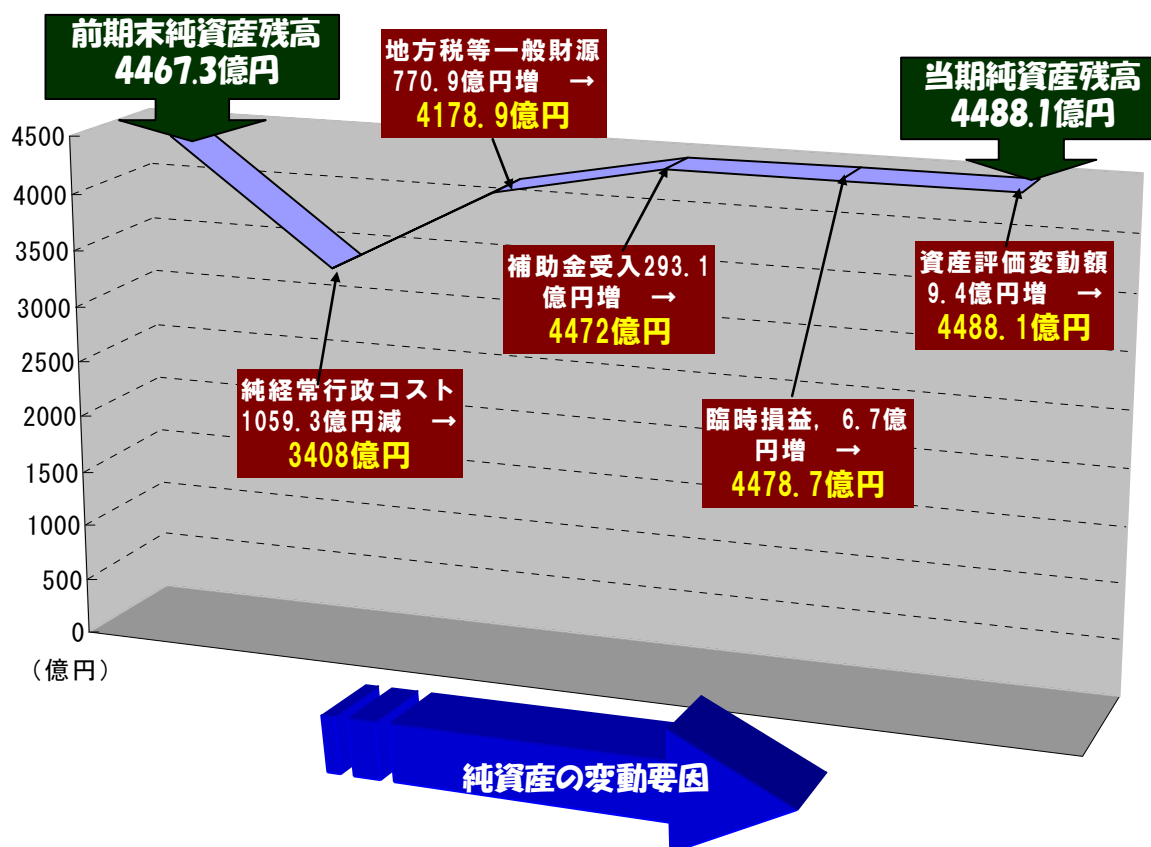 前期末純資産残高
4467.3億円
地方税等一般財源
770.9億円増　→
4178.9億円
当期純資産残高
4488.1億円
4500
4000
3500
3000
2500
2000
1500
1000
500
0
（億円）
補助金受入293.1
億円増　→
4472億円
資産評価変動額
9.4億円増　→
4488.1億円
純経常行政コスト
1059.3億円減　→
3408億円
臨時損益, 6.7億
円増　→
4478.7億円
純資産の変動要因